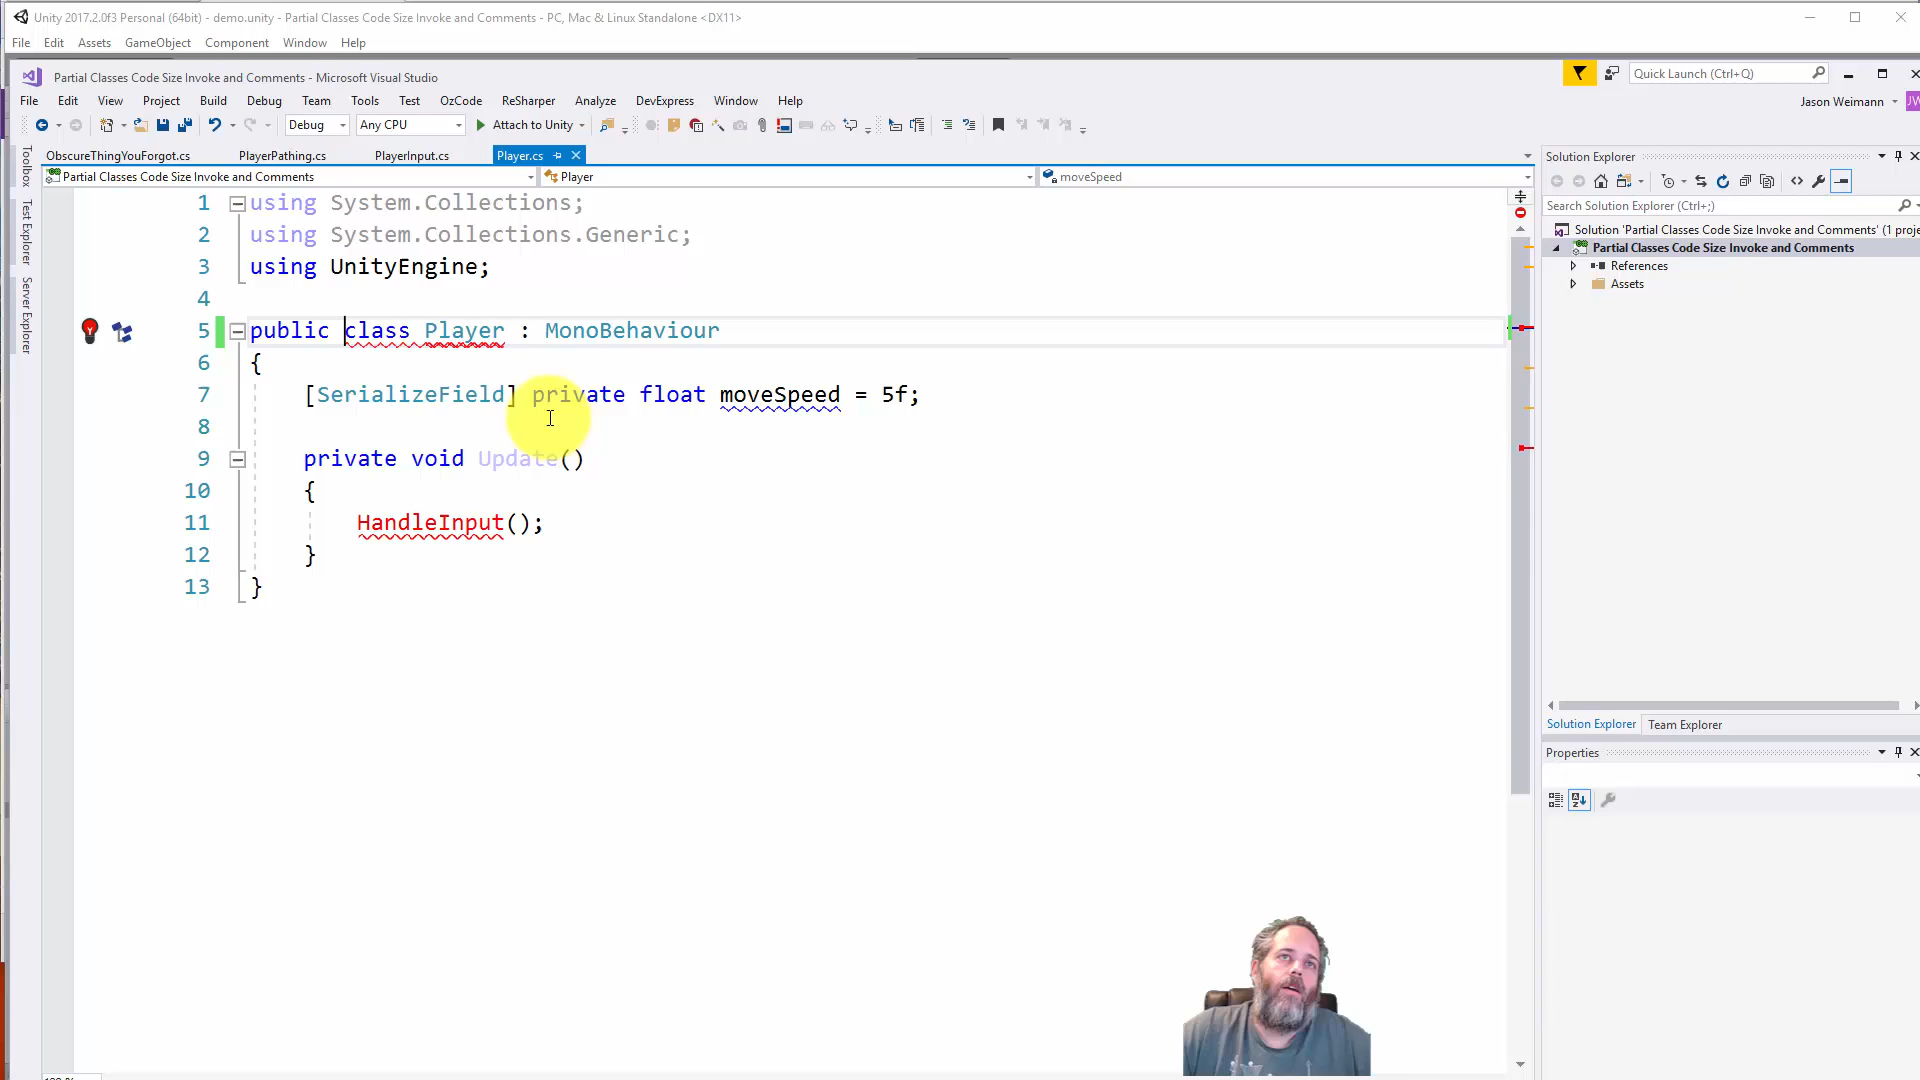 Unity 2017.2.0f3 Personal (64bit) - demo.unity - Partial Classes Code Size Invoke and Comments - PC, Mac & Linux Standalone <DX11>
File Edit Assets GameObject Component Window Help
Partial Classes Code Size Invoke and Comments - Microsoft Visual Studio
Quick Launch (Ctrl+Q)
File Edit View Project Build Debug Team Tools Test OzCode ReSharper Analyze DevExpress Window Help
Jason Weimann JW
Debug Any CPU Attach to Unity
ObscureThingYouForgot.cs PlayerPathing.cs PlayerInput.cs Player.cs
Partial Classes Code Size Invoke and Comments Player moveSpeed
Toolbox
Test Explorer
Server Explorer
1 using System.Collections;
2 using System.Collections.Generic;
3 using UnityEngine;
4
5 public class Player : MonoBehaviour
6 {
7 [SerializeField] private float moveSpeed = 5f;
8
9 private void Update()
10 {
11 HandleInput();
12 }
13 }
Solution Explorer
Search Solution Explorer (Ctrl+;)
Solution 'Partial Classes Code Size Invoke and Comments' (1 proje
Partial Classes Code Size Invoke and Comments
References
Assets
Solution Explorer Team Explorer
Properties